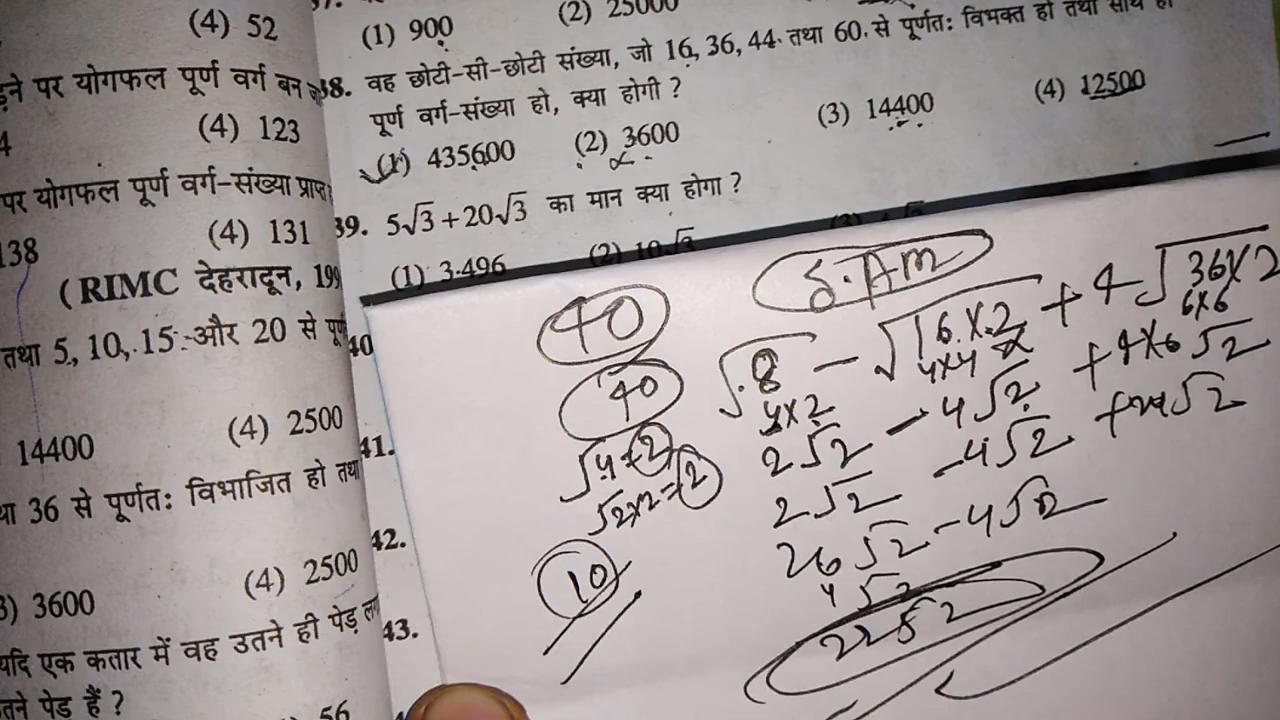 (4) 52
पर योगफल पूर्ण वर्ग बन
(4) 123
पर योगफल पूर्ण वर्ग-संख्या
138
(4) 131
(RIMC देहरादून,
तथा 5, 10, 15 और 20 से
14400
(4) 2500
36 से पूर्णत: विभाजित हो तथा
3) 3600
(4) 2500
यदि एक कतार में वह उतने ही पेड़
पेड हैं ?
56
(1) 900
(2) 25000
38. वह छोटी-सी-छोटी संख्या, जो 16, 36, 44 तथा 60 से पूर्णत: विभक्त हो तथा साथ ही
पूर्ण वर्ग-संख्या हो, क्या होगी ?
(1) 435600 (2) 3600 (3) 14400 (4) 12500
39. 5√3 + 20√3 का मान क्या होगा ?
(1) 3.496 (2) 10√3
40
41.
42.
43.
40
40
√4×2
√2×2=2
10
S.Am
√8 - √16×2 + 4√36×2
4×2 4×4 6×6
2√2 - 4√2 + 4×6√2
2√2 - 4√2 + 24√2
26√2 - 4√2
22√2